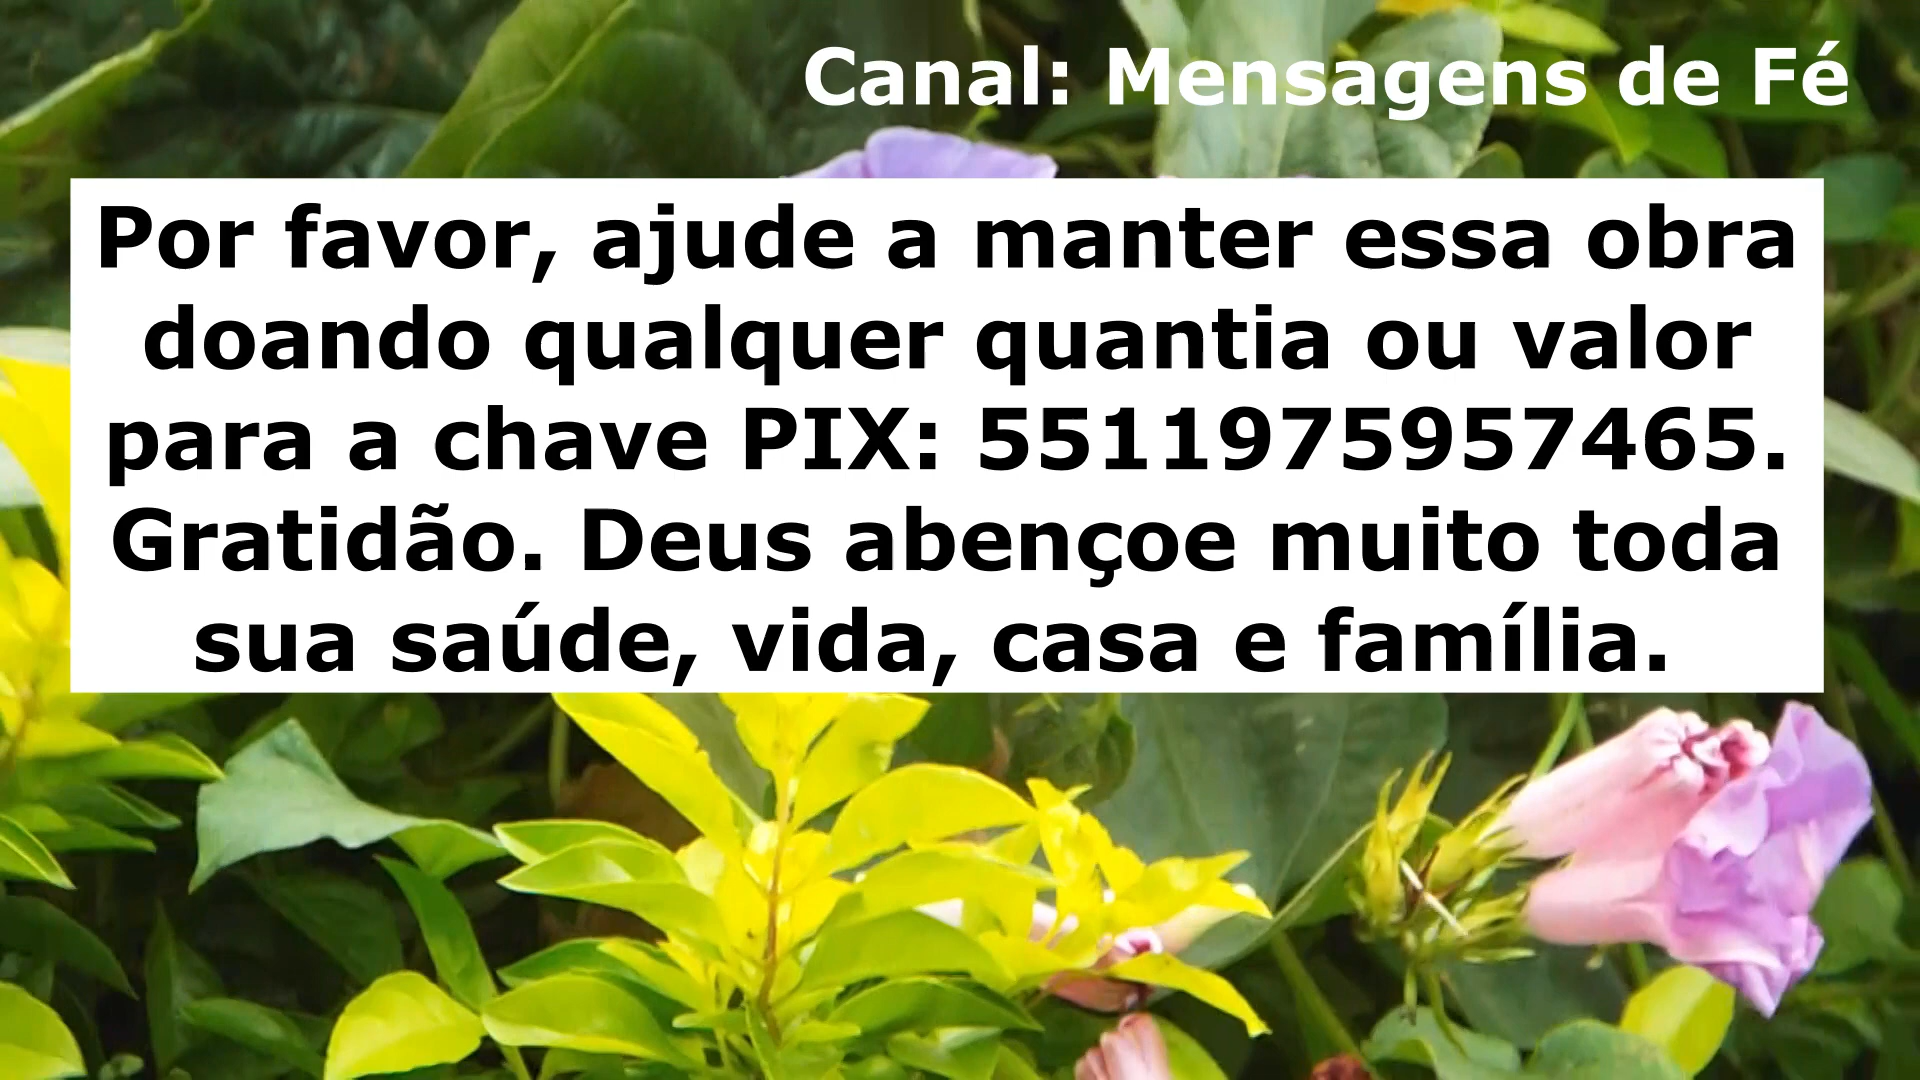 Canal: Mensagens de Fé
Por favor, ajude a manter essa obra
doando qualquer quantia ou valor
para a chave PIX: 5511975957465.
Gratidão. Deus abençoe muito toda
sua saúde, vida, casa e família.